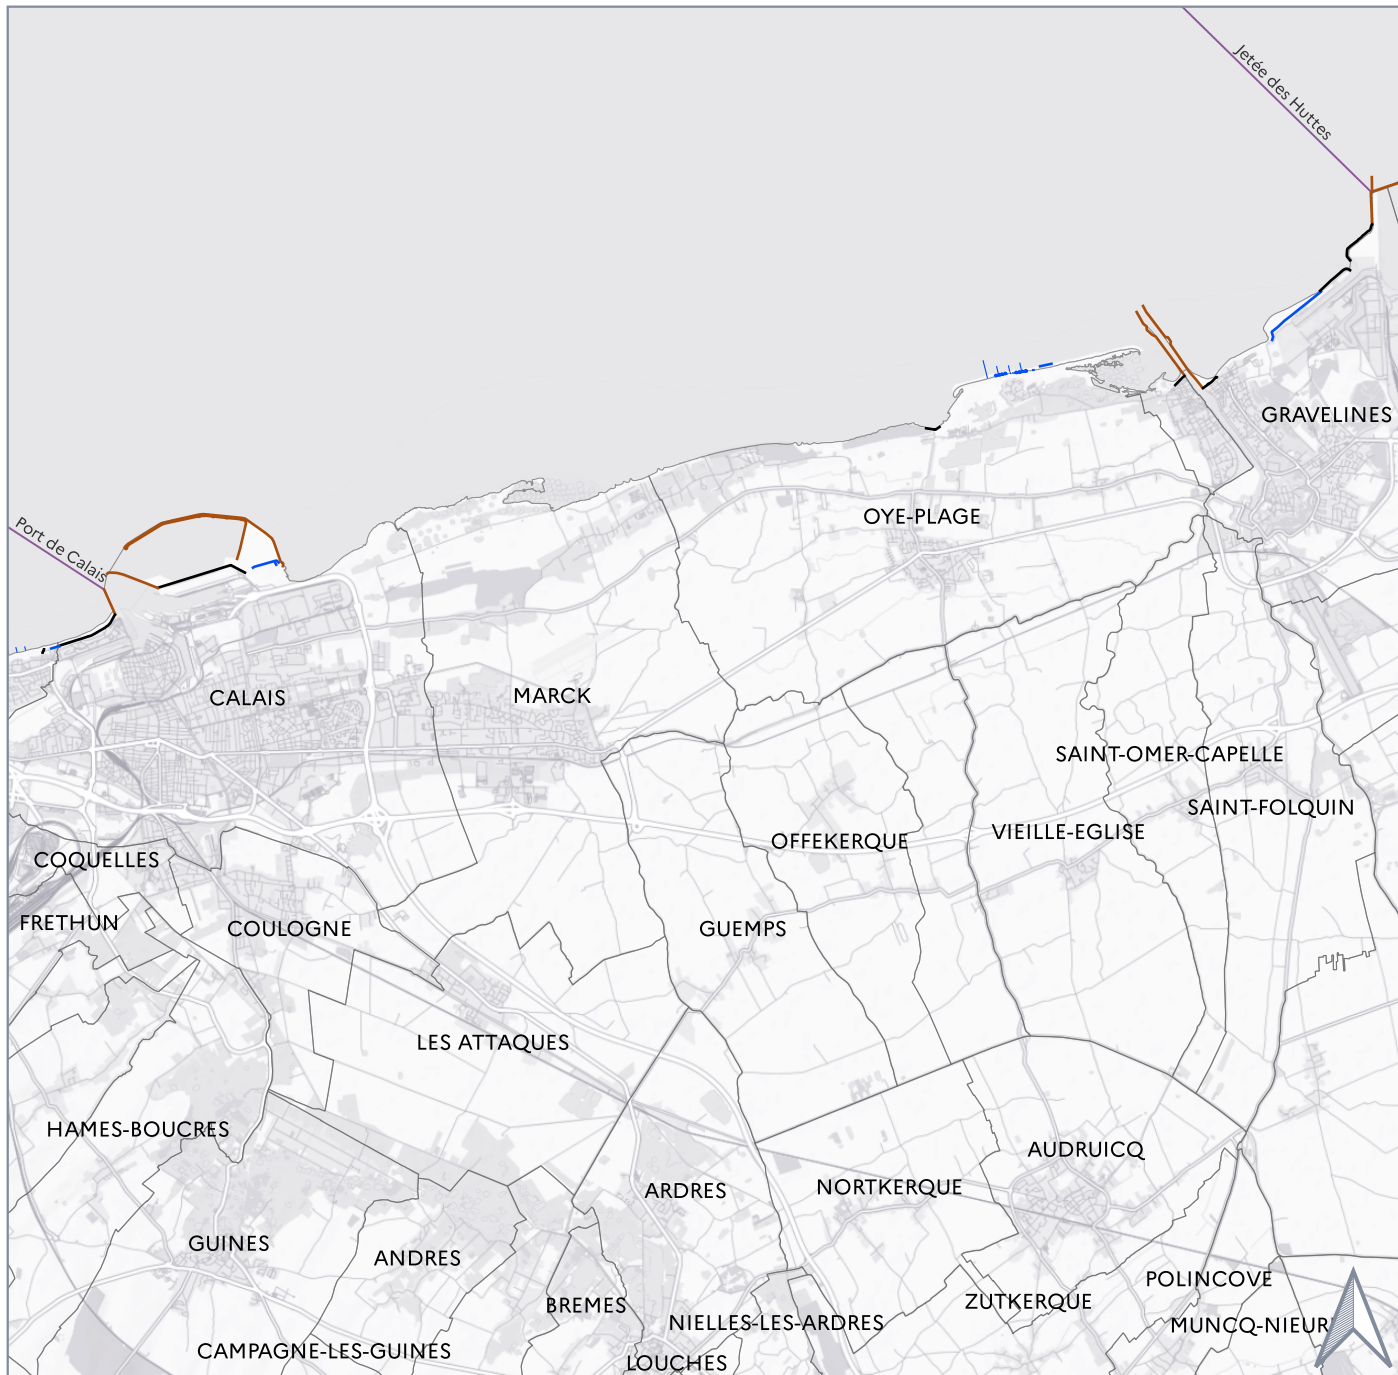 Jetée des Huttes
GRAVELINES
OYE-PLAGE
Port de Calais
CALAIS
MARCK
SAINT-OMER-CAPELLE
SAINT-FOLQUIN
VIEILLE-EGLISE
OFFEKERQUE
COQUELLES
FRETHUN
COULOGNE
GUEMPS
LES ATTAQUES
HAMES-BOUCRES
AUDRUICQ
ARDRES
NORTKERQUE
GUINES
ANDRES
POLINCOVE
BREMES
ZUTKERQUE
NIELLES-LES-ARDRES
MUNCQ-NIEUR
CAMPAGNE-LES-GUINES
LOUCHES